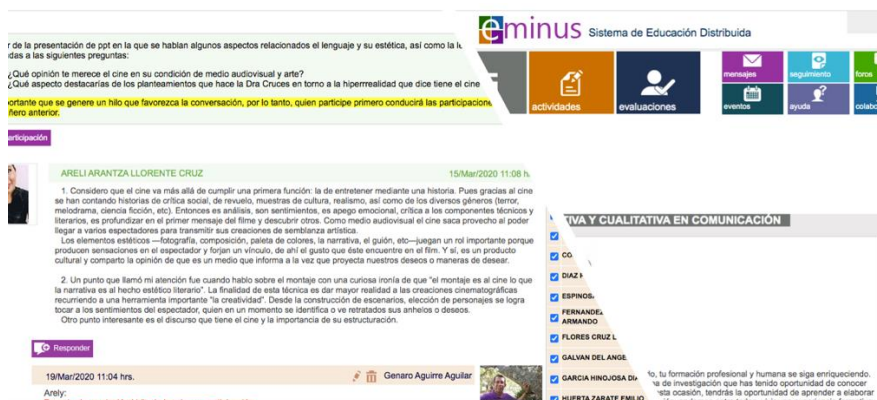 r de la presentación de ppt en la que se hablan algunos aspectos relacionados el lenguaje y su estética, así como la
das a las siguientes preguntas:
¿Qué opinión te merece el cine en su condición de medio audiovisual y arte?
¿Qué aspecto destacarías de los planteamientos que hace la Dra Cruces en torno a la hiperrrealidad que dice tiene el cine
portante que se genere un hilo que favorezca la conversación, por lo tanto, quien participe primero conducirá las participacione
ñero anterior.
eminus Sistema de Educación Distribuida
actividades
evaluaciones
mensajes
seguimiento
foros
eventos
ayuda
colabo
articipación
ARELI ARANTZA LLORENTE CRUZ 15/Mar/2020 11:08 h
1. Considero que el cine va más allá de cumplir una primera función: la de entretener mediante una historia. Pues gracias al cine
se han contando historias de crítica social, de revuelo, muestras de cultura, realismo, así como de los diversos géneros (terror,
melodrama, ciencia ficción, etc). Entonces es análisis, son sentimientos, es apego emocional, crítica a los componentes técnicos y
literarios, es profundizar en el primer mensaje del filme y descubrir otros. Como medio audiovisual el cine saca provecho al poder
llegar a varios espectadores para transmitir sus creaciones de semblanza artística.
Los elementos estéticos —fotografía, composición, paleta de colores, la narrativa, el guión, etc—juegan un rol importante porque
producen sensaciones en el espectador y forjan un vínculo, de ahí el gusto que éste encuentre en el film. Y sí, es un producto
cultural y comparto la opinión de que es un medio que informa a la vez que proyecta nuestros deseos o maneras de desear.
2. Un punto que llamó mi atención fue cuando hablo sobre el montaje con una curiosa ironía de que "el montaje es al cine lo que
la narrativa es al hecho estético literario". La finalidad de esta técnica es dar mayor realidad a las creaciones cinematográficas
recurriendo a una herramienta importante "la creatividad". Desde la construcción de escenarios, elección de personajes se logra
tocar a los sentimientos del espectador, quien en un momento se identifica o ve retratados sus anhelos o deseos.
Otro punto interesante es el discurso que tiene el cine y la importancia de su estructuración.
Responder
19/Mar/2020 11:04 hrs. Genaro Aguirre Aguilar
Arely:
TIVA Y CUALITATIVA EN COMUNICACIÓN
CO
DIAZ
ESPINOS
FERNANDEZ
ARMANDO
FLORES CRUZ L
GALVAN DEL ANGE
GARCIA HINOJOSA DI
HUERTA ZARATE EMILIO
o, tu formación profesional y humana se siga enriqueciendo.
a de investigación que has tenido oportunidad de conocer
esta ocasión, tendrás la oportunidad de aprender a elaborar